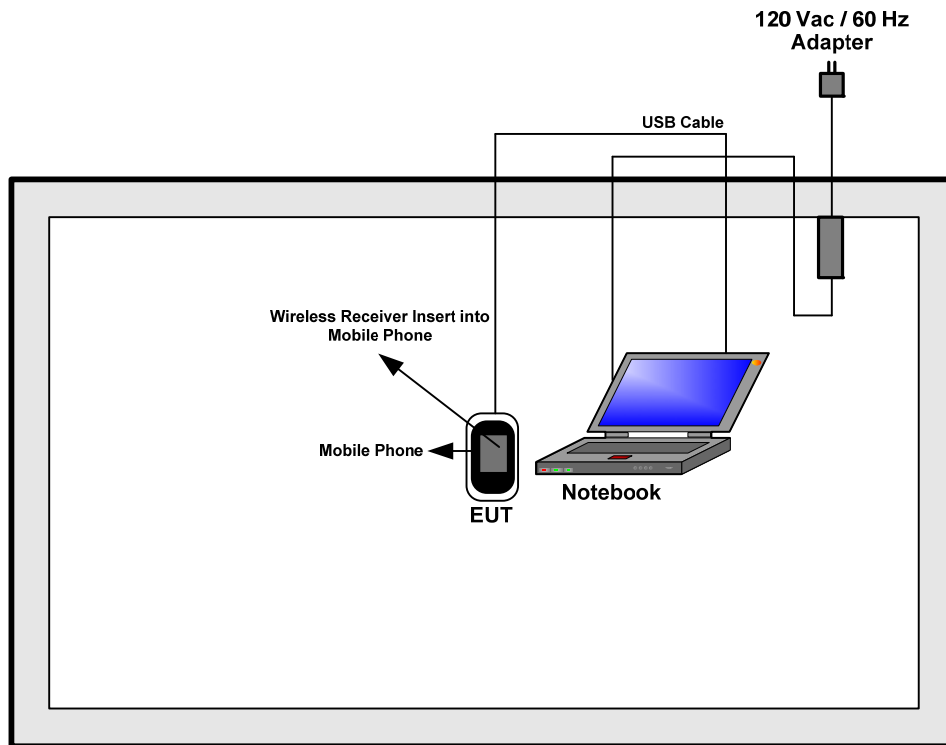 120 Vac / 60 Hz
Adapter
USB Cable
Wireless Receiver Insert into
Mobile Phone
Mobile Phone
EUT
Notebook